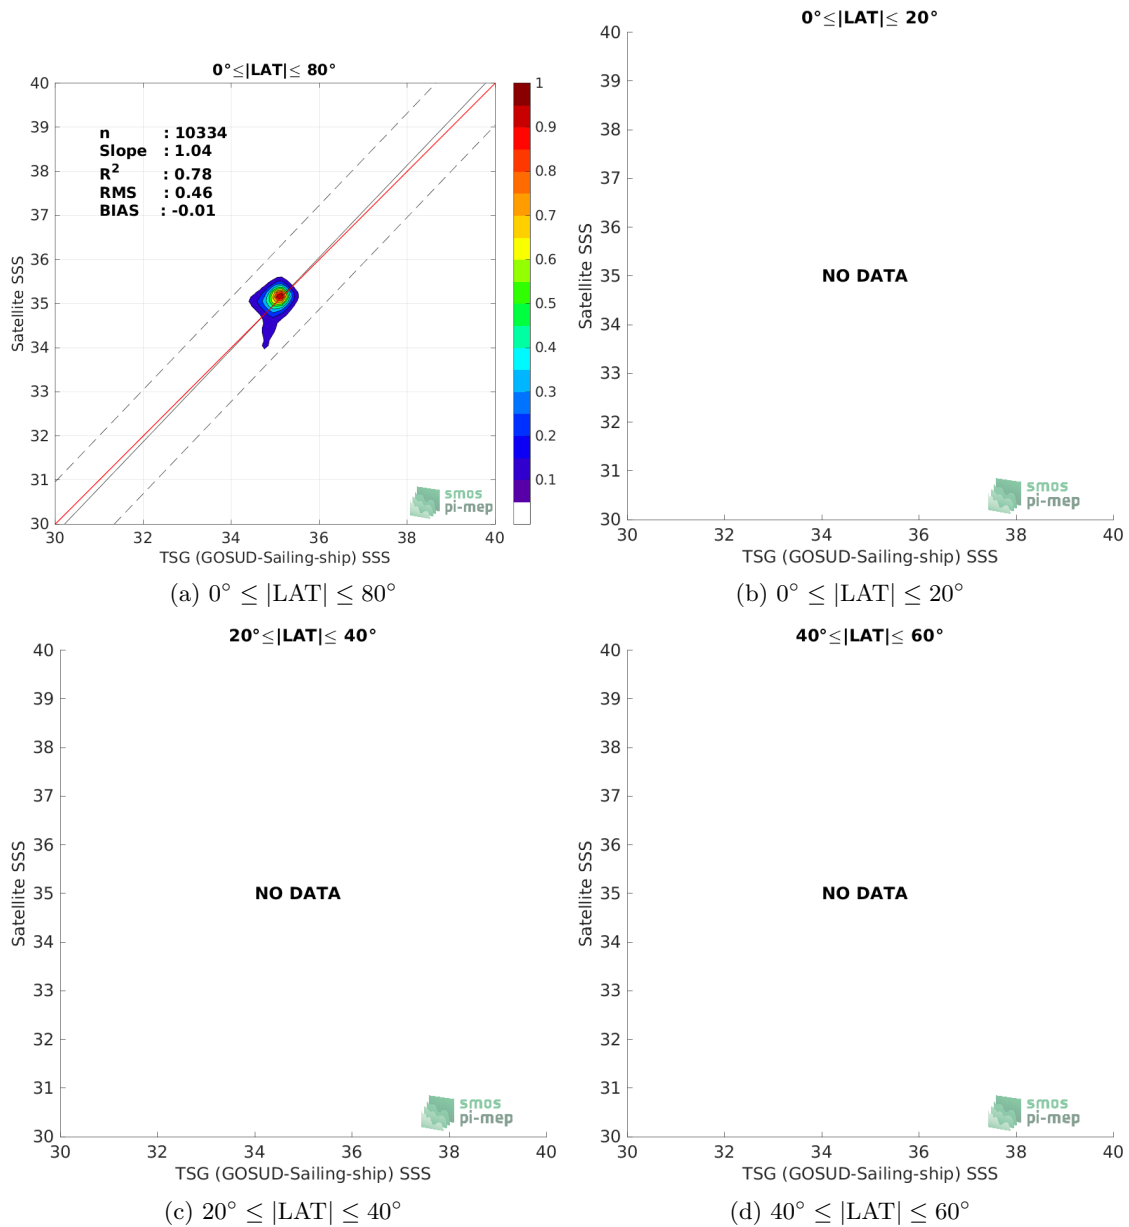 0°≤|LAT|≤ 80°
n : 10334
Slope : 1.04
R² : 0.78
RMS : 0.46
BIAS : -0.01
Satellite SSS
40
39
38
37
36
35
34
33
32
31
30
30 32 34 36 38 40
TSG (GOSUD-Sailing-ship) SSS
1
0.9
0.8
0.7
0.6
0.5
0.4
0.3
0.2
0.1
smos
pi-mep
(a) 0° ≤ |LAT| ≤ 80°
0°≤|LAT|≤ 20°
Satellite SSS
40
39
38
37
36
35
34
33
32
31
30
NO DATA
smos
pi-mep
30 32 34 36 38 40
TSG (GOSUD-Sailing-ship) SSS
(b) 0° ≤ |LAT| ≤ 20°
20°≤|LAT|≤ 40°
Satellite SSS
40
39
38
37
36
35
34
33
32
31
30
NO DATA
smos
pi-mep
30 32 34 36 38 40
TSG (GOSUD-Sailing-ship) SSS
(c) 20° ≤ |LAT| ≤ 40°
40°≤|LAT|≤ 60°
Satellite SSS
40
39
38
37
36
35
34
33
32
31
30
NO DATA
smos
pi-mep
30 32 34 36 38 40
TSG (GOSUD-Sailing-ship) SSS
(d) 40° ≤ |LAT| ≤ 60°